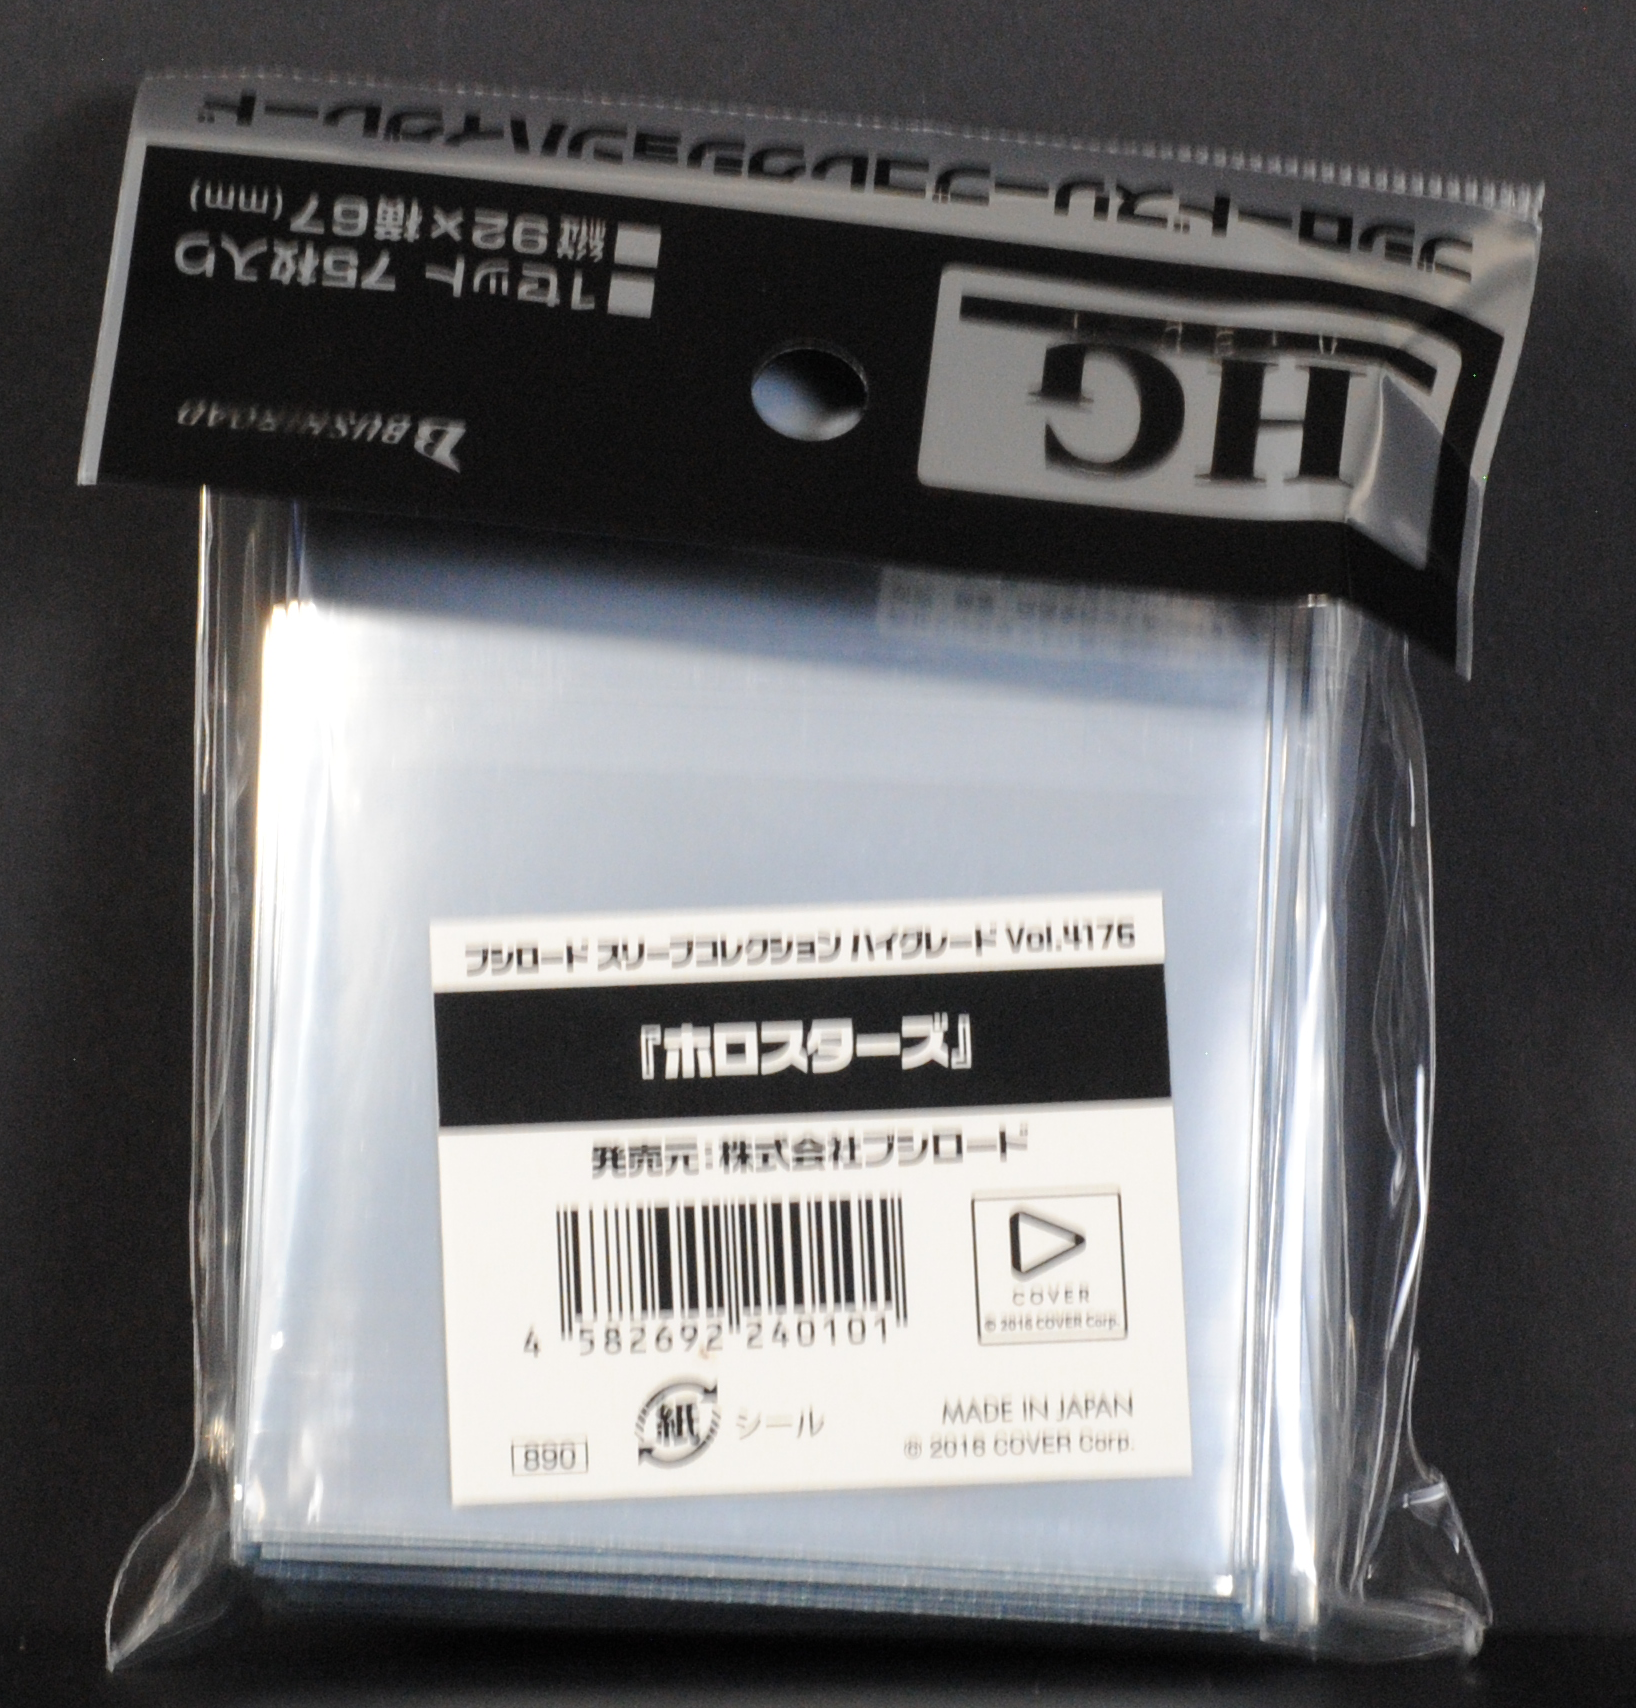 ブシロードスリーブコレクションハイグレード
HG
■縦92×横67(mm)
■1セット 75枚入り
BUSHIROAD
ブシロード スリーブコレクション ハイグレード Vol.4176
『ホロスターズ』
発売元:株式会社ブシロード
4 582692 240101
COVER
© 2016 COVER Corp.
紙 シール
890
MADE IN JAPAN
© 2016 COVER Corp.